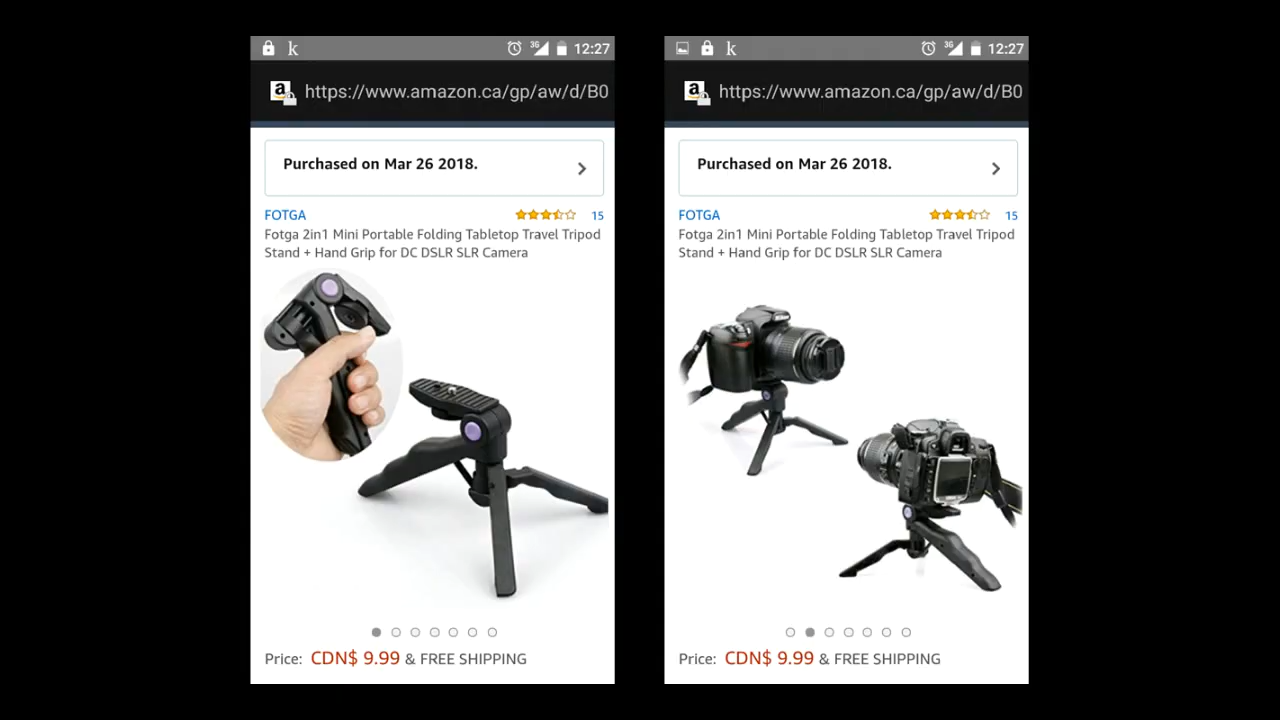 k 3G 12:27
https://www.amazon.ca/gp/aw/d/B0
Purchased on Mar 26 2018.
FOTGA 15
Fotga 2in1 Mini Portable Folding Tabletop Travel Tripod
Stand + Hand Grip for DC DSLR SLR Camera
Price: CDN$ 9.99 & FREE SHIPPING
k 3G 12:27
https://www.amazon.ca/gp/aw/d/B0
Purchased on Mar 26 2018.
FOTGA 15
Fotga 2in1 Mini Portable Folding Tabletop Travel Tripod
Stand + Hand Grip for DC DSLR SLR Camera
Nikon
Price: CDN$ 9.99 & FREE SHIPPING